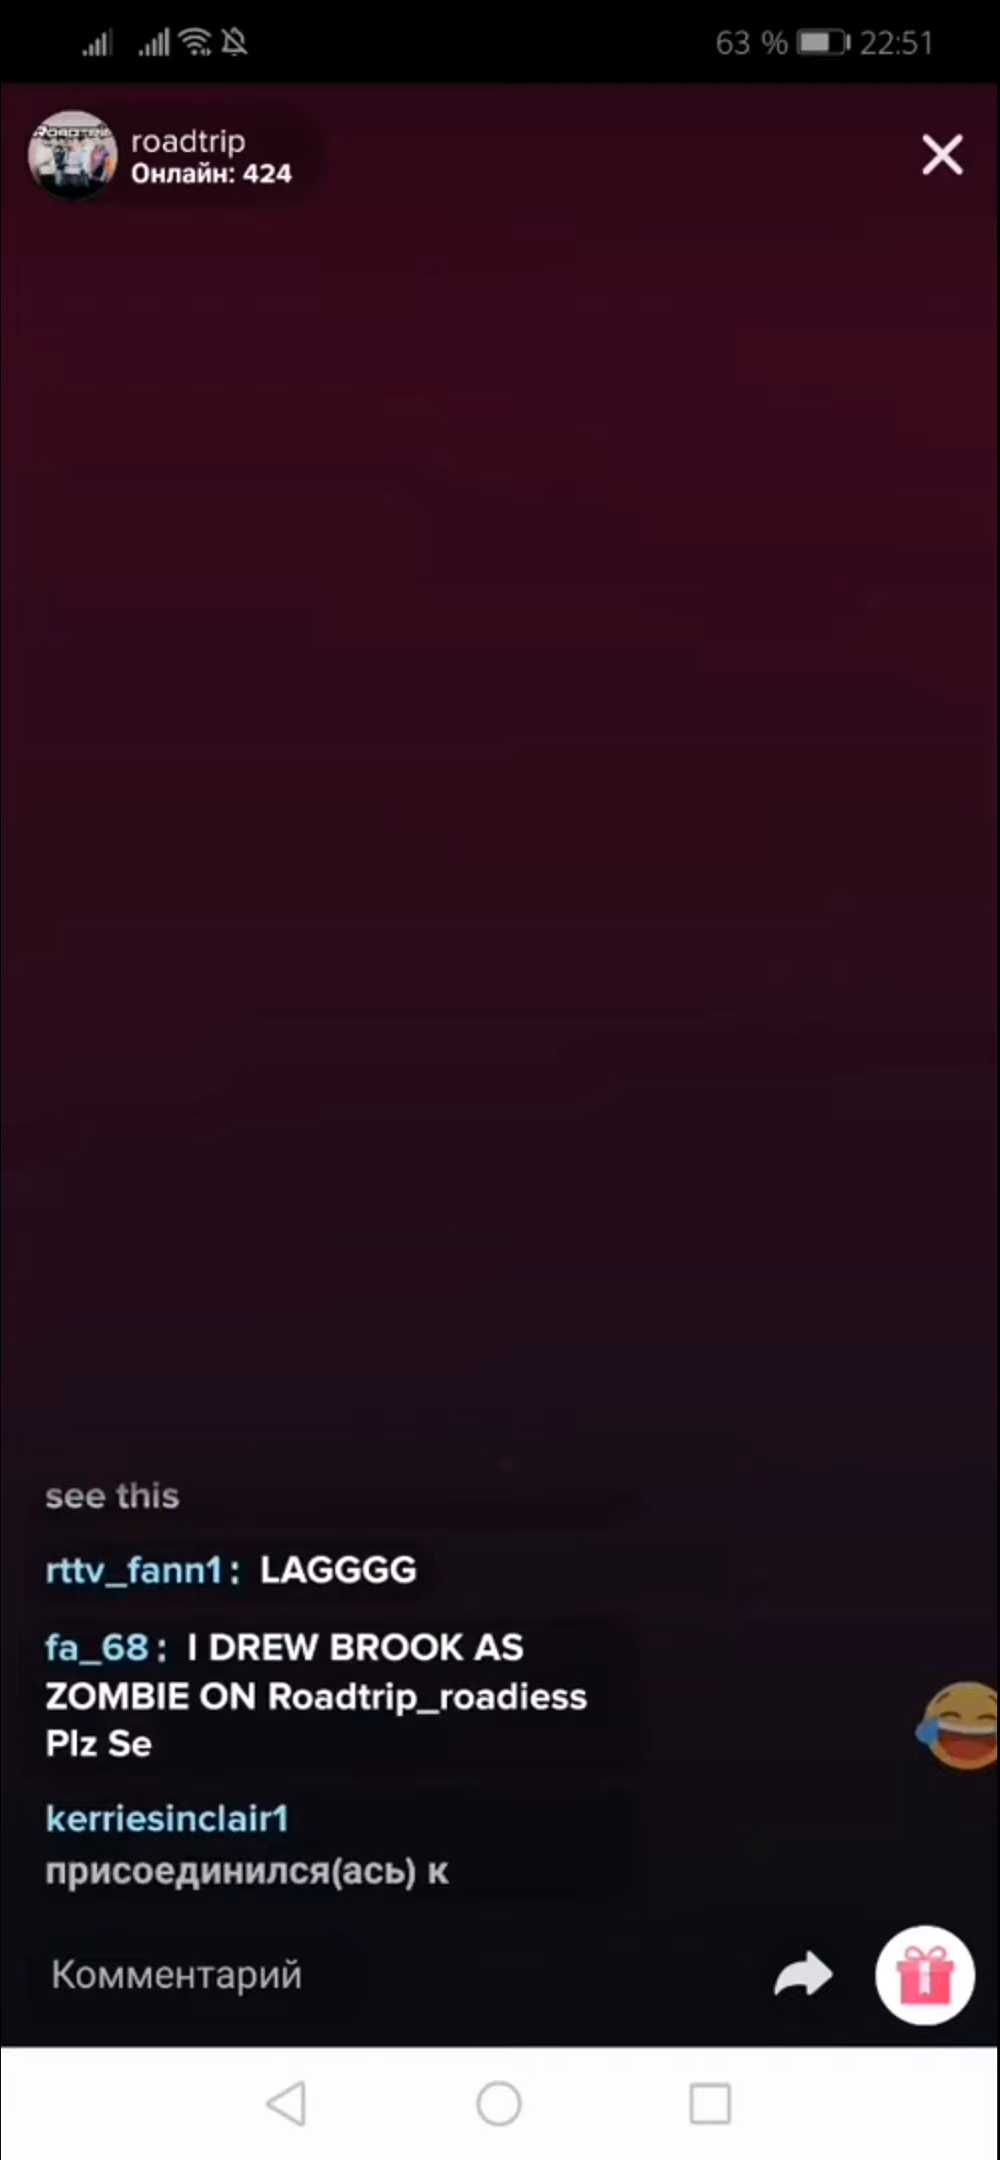 63 % 22:51
ROADTRIP
roadtrip
Онлайн: 424
see this
rttv_fann1: LAGGGG
fa_68: I DREW BROOK AS
ZOMBIE ON Roadtrip_roadiess
Plz Se
kerriesinclair1
присоединился(ась) к
Комментарий